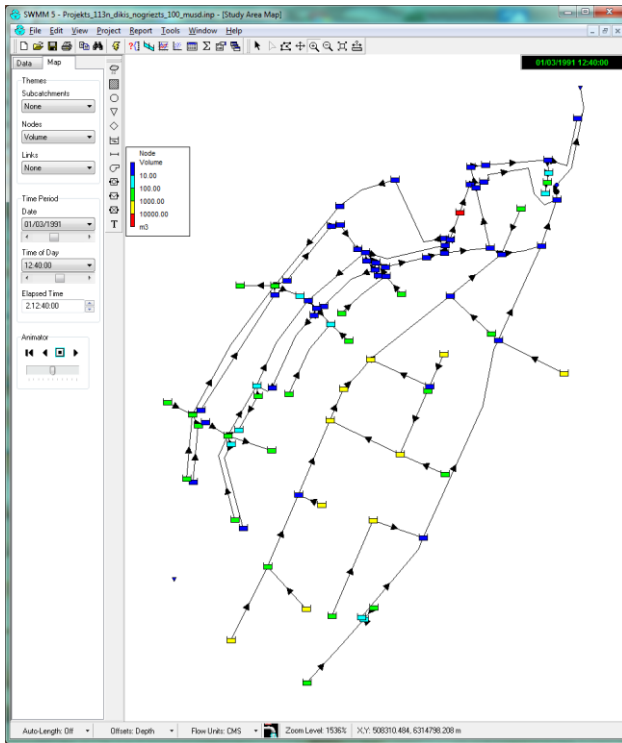 SWMM 5 - Projekts_113n_dikis_nogriezts_100_musd.inp - [Study Area Map]
File Edit View Project Report Tools Window Help
01/03/1991 12:40:00
Data Map
Themes
Subcatchments
None
Nodes
Volume
Links
None
Time Period
Date
01/03/1991
Time of Day
12:40:00
Elapsed Time
2.12:40:00
Animator
T
Node
Volume
10.00
100.00
1000.00
10000.00
m3
Auto-Length: Off Offsets: Depth Flow Units: CMS Zoom Level: 1536% X,Y: 508310.484, 6314798.208 m